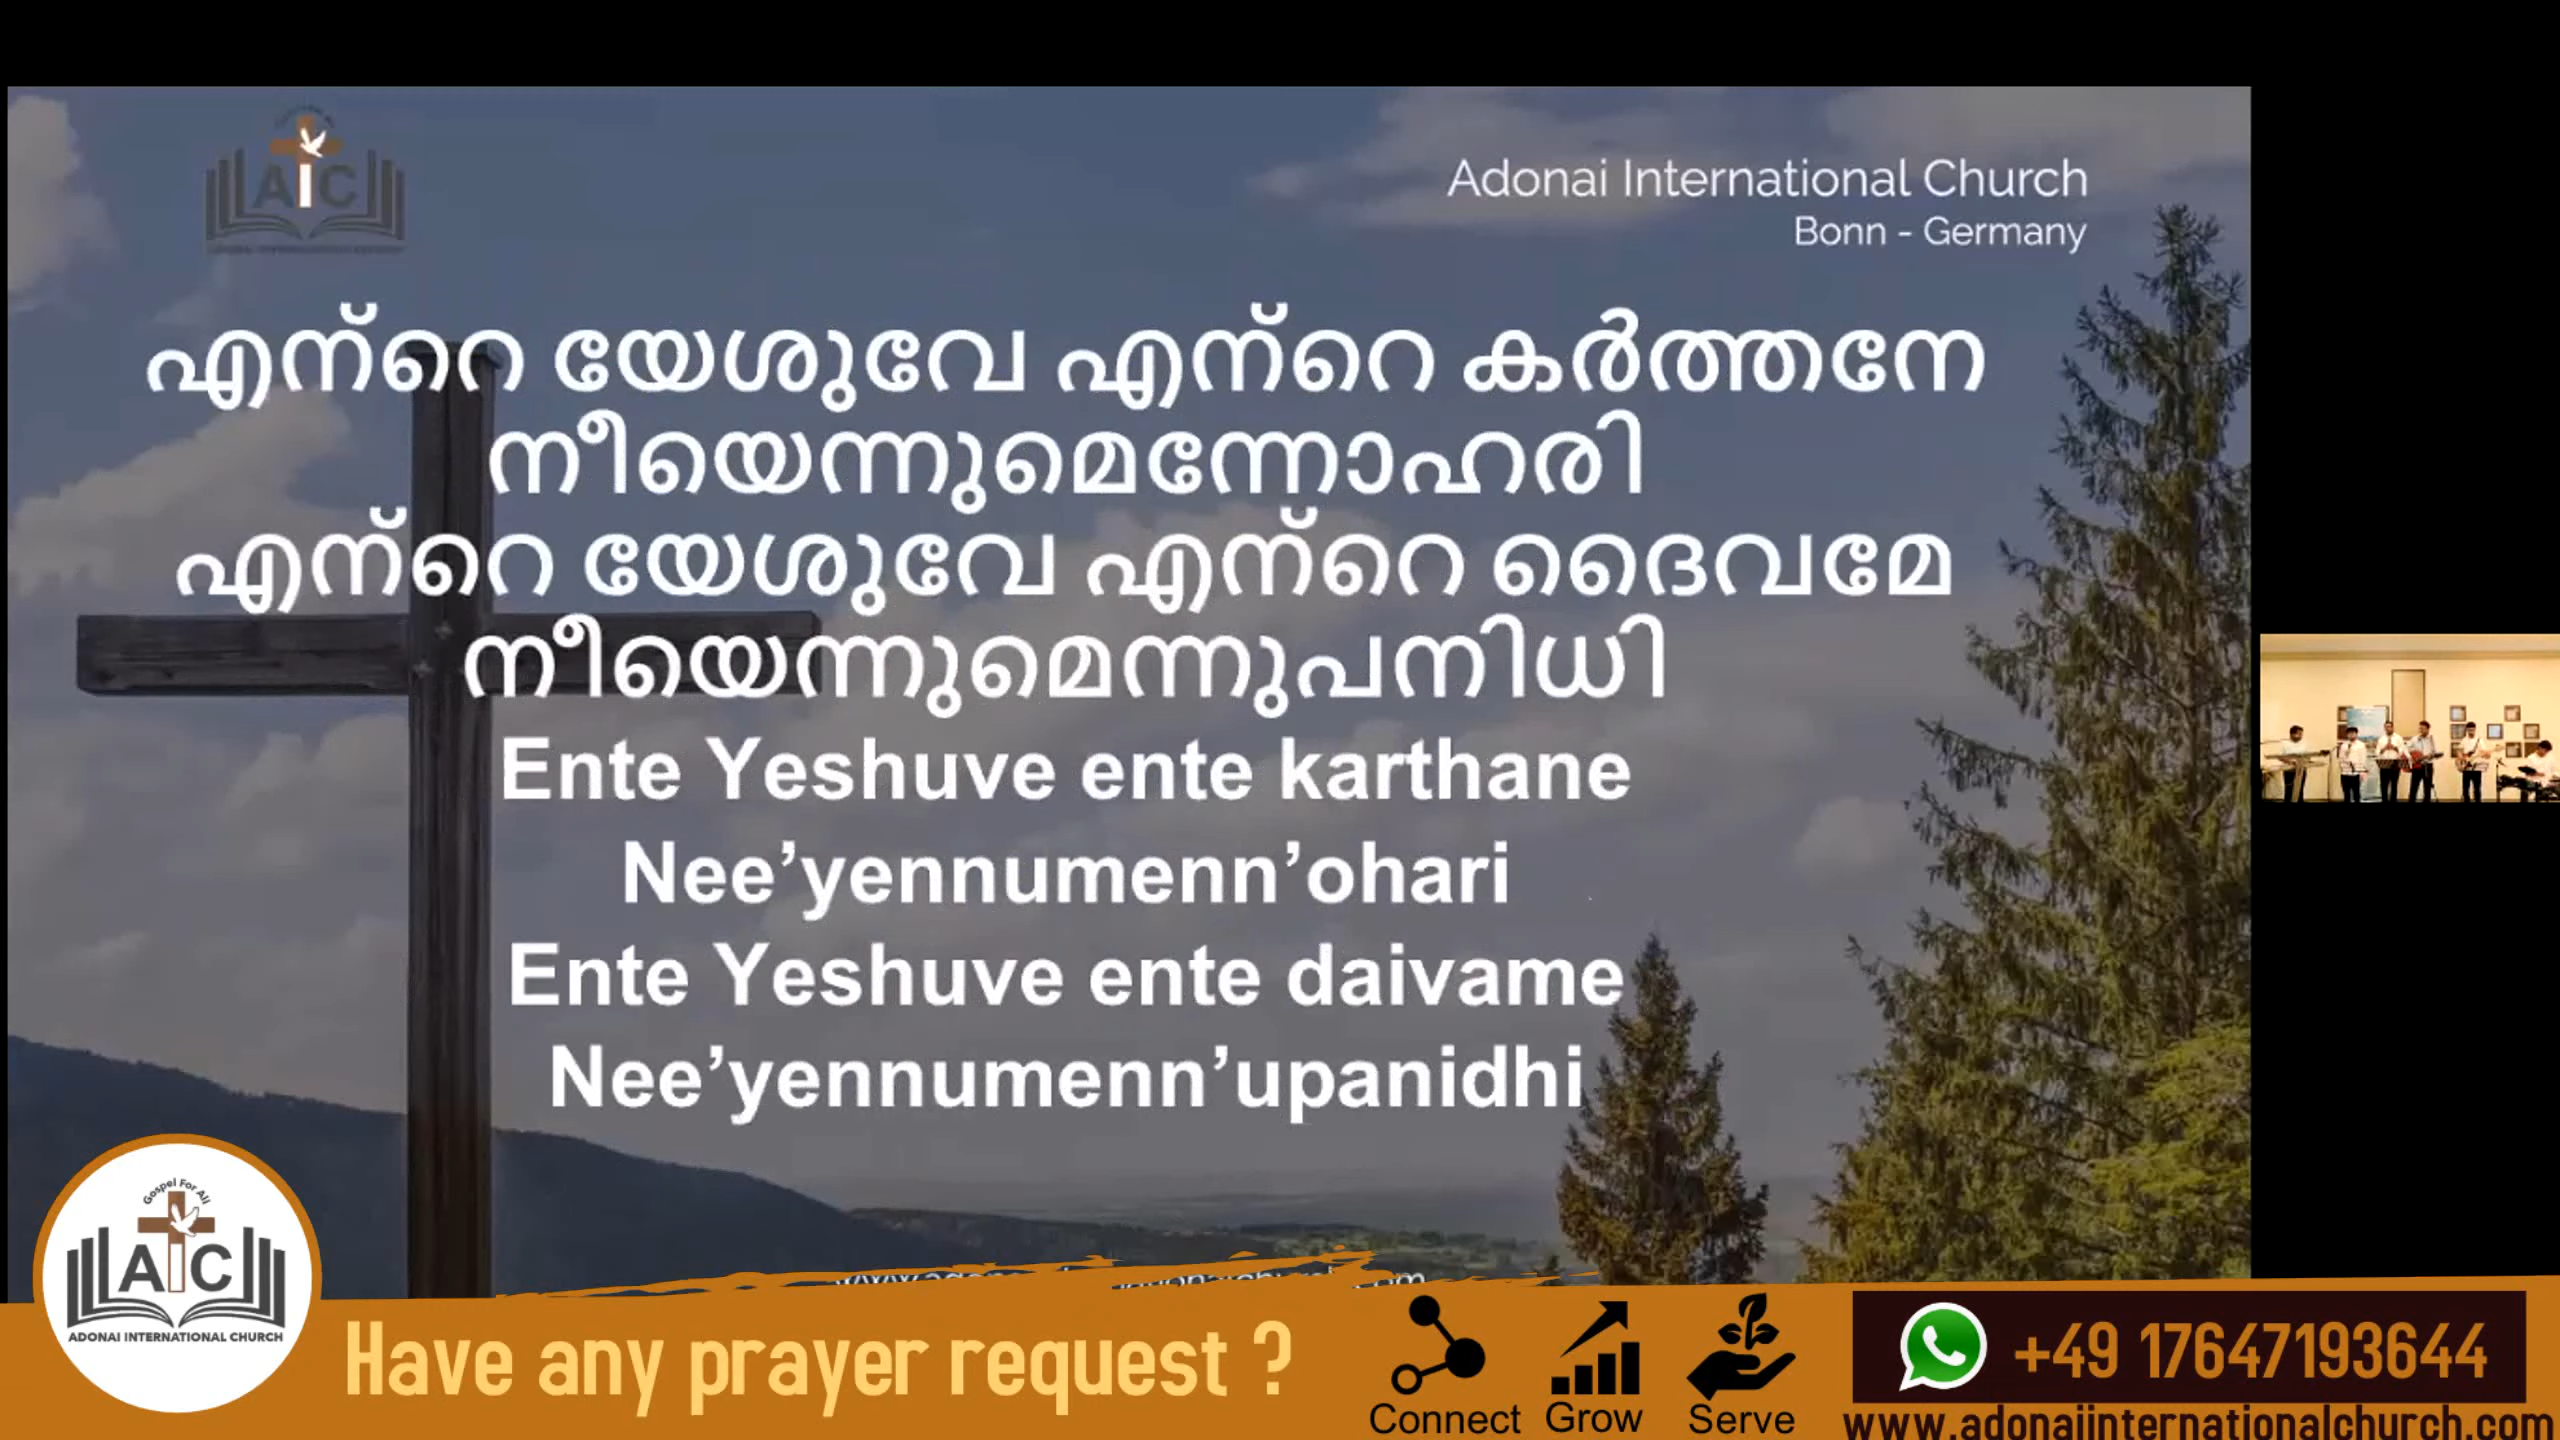 AIC
Adonai International Church
Bonn - Germany
എന്റെ യേശുവേ എന്റെ കർത്തനേ
നീയെന്നുമെന്നോഹരി
എന്റെ യേശുവേ എന്റെ ദൈവമേ
നീയെന്നുമെന്നുപനിധി
Ente Yeshuve ente karthane
Nee’yennumenn’ohari
Ente Yeshuve ente daivame
Nee’yennumenn’upanidhi
Gospel For All
AIC
ADONAI INTERNATIONAL CHURCH
Have any prayer request ?
Connect Grow Serve
+49 17647193644
www.adonaiinternationalchurch.com